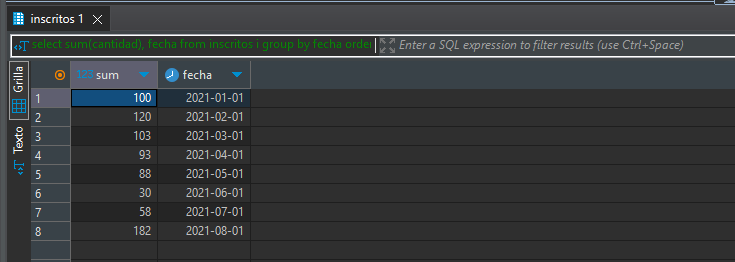 inscritos 1
select sum(cantidad), fecha from inscritos i group by fecha order Enter a SQL expression to filter results (use Ctrl+Space)
Grilla
Texto
123 sum fecha
1 100 2021-01-01
2 120 2021-02-01
3 103 2021-03-01
4 93 2021-04-01
5 88 2021-05-01
6 30 2021-06-01
7 58 2021-07-01
8 182 2021-08-01